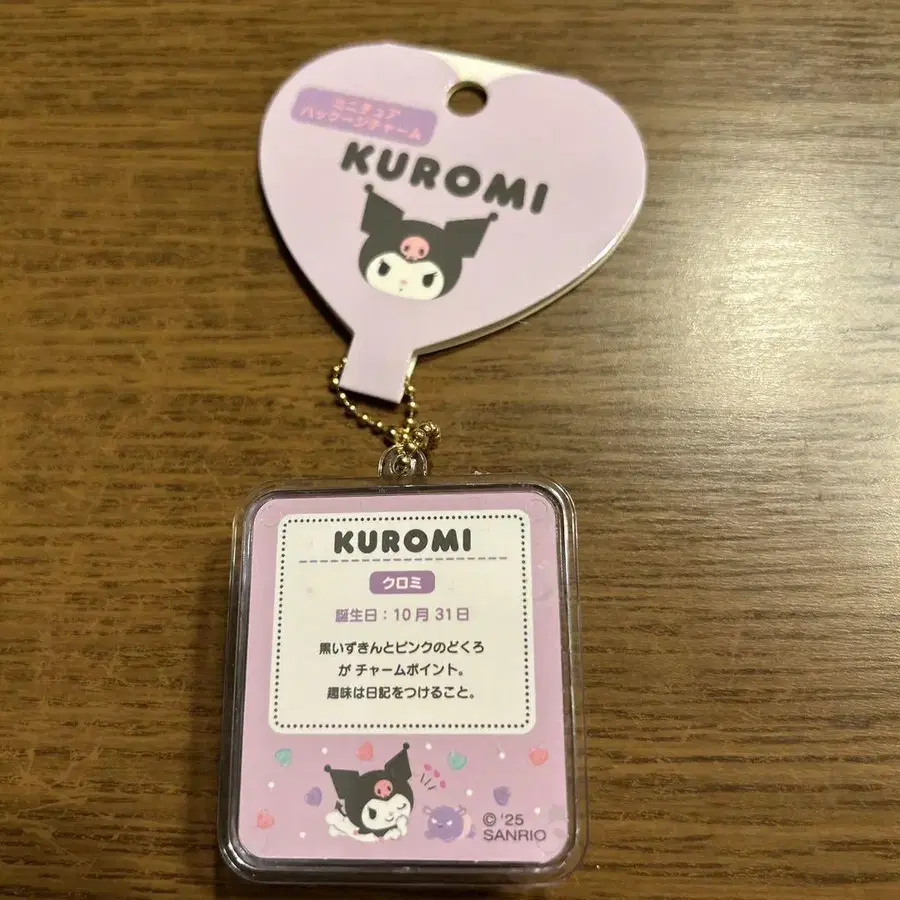 ミニチュア
パッケージチャーム
KUROMI
KUROMI
クロミ
誕生日：10月31日
黒いずきんとピンクのどくろ
が チャームポイント。
趣味は日記をつけること。
© '25
SANRIO